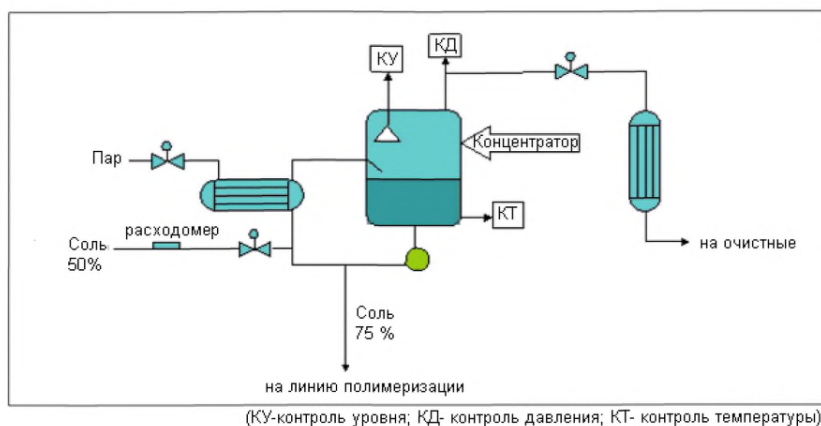 КУ
КД
Концентратор
Пар
КТ
расходомер
на очистные
Соль
50%
Соль
75 %
на линию полимеризации
(КУ-контроль уровня; КД- контроль давления; КТ- контроль температуры)